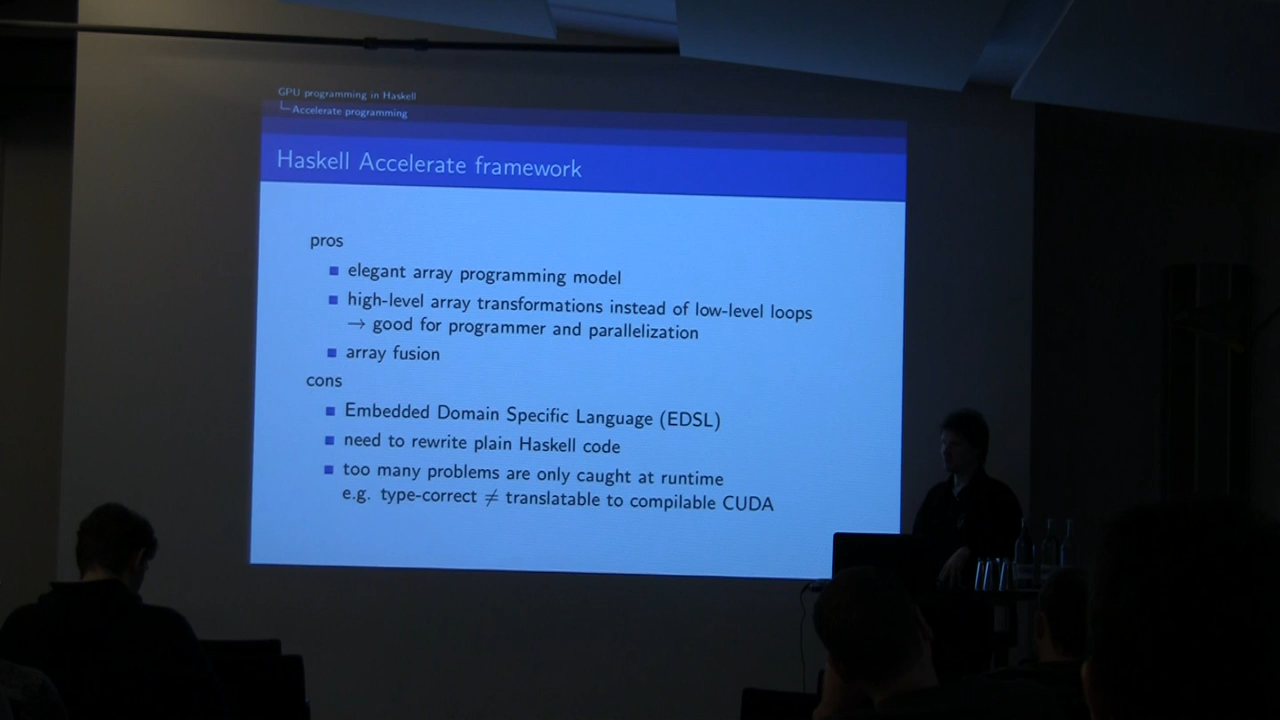 GPU programming in Haskell
Accelerate programming
Haskell Accelerate framework
pros
elegant array programming model
high-level array transformations instead of low-level loops
→ good for programmer and parallelization
array fusion
cons
Embedded Domain Specific Language (EDSL)
need to rewrite plain Haskell code
too many problems are only caught at runtime
e.g. type-correct ≠ translatable to compilable CUDA